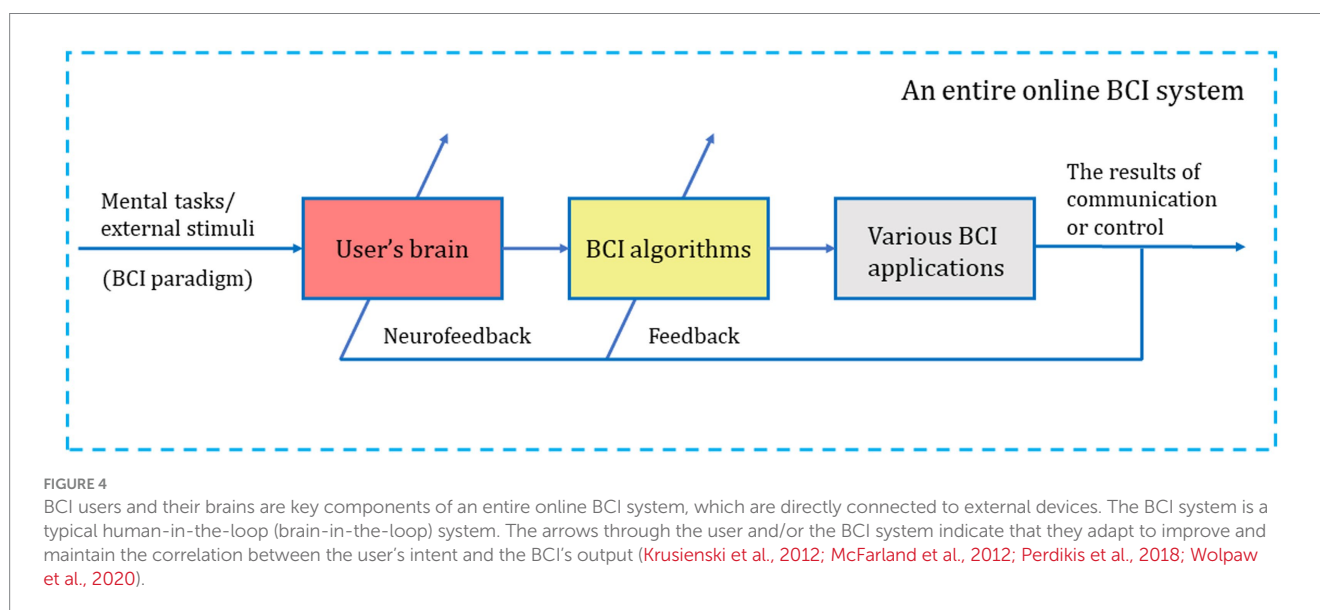 An entire online BCI system
Mental tasks/
external stimuli
(BCI paradigm)
User's brain
BCI algorithms
Various BCI
applications
The results of
communication
or control
Neurofeedback
Feedback
FIGURE 4
BCI users and their brains are key components of an entire online BCI system, which are directly connected to external devices. The BCI system is a
typical human-in-the-loop (brain-in-the-loop) system. The arrows through the user and/or the BCI system indicate that they adapt to improve and
maintain the correlation between the user's intent and the BCI's output (Krusienski et al., 2012; McFarland et al., 2012; Perdikis et al., 2018; Wolpaw
et al., 2020).